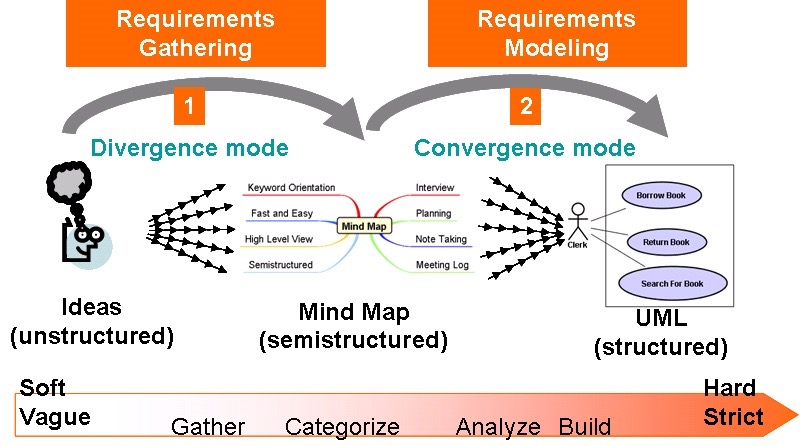 Requirements
Gathering
Requirements
Modeling
1
2
Divergence mode
Convergence mode
Keyword Orientation
Fast and Easy
High Level View
Semistructured
Mind Map
Interview
Planning
Note Taking
Meeting Log
Clerk
Borrow Book
Return Book
Search For Book
Ideas
(unstructured)
Mind Map
(semistructured)
UML
(structured)
Soft
Vague
Gather
Categorize
Analyze
Build
Hard
Strict